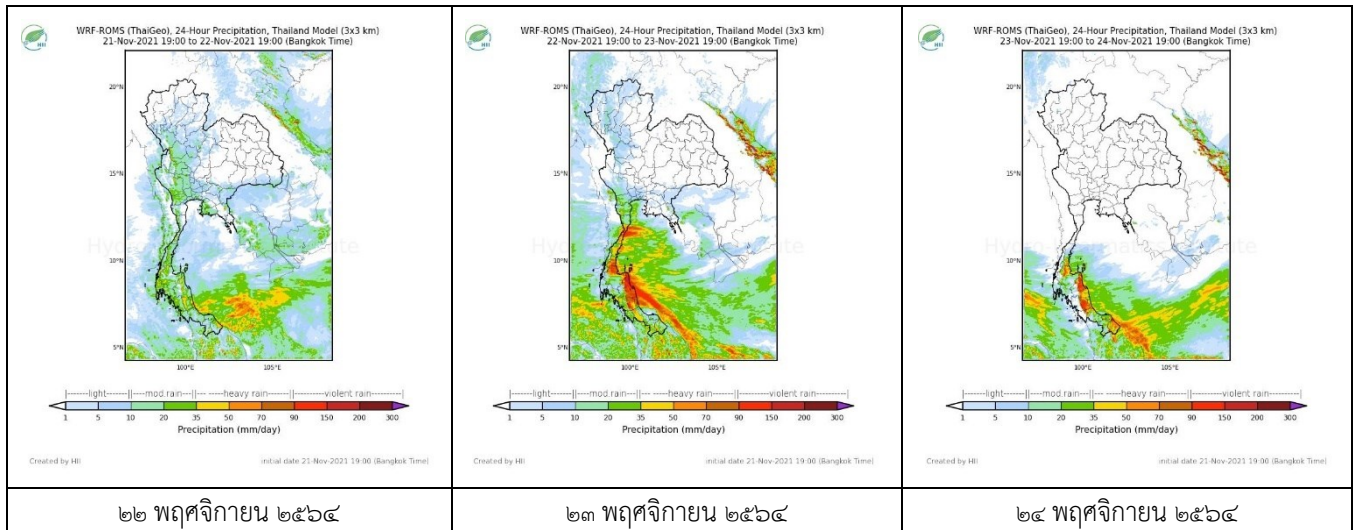 HII
WRF-ROMS (ThaiGeo), 24-Hour Precipitation, Thailand Model (3x3 km)
21-Nov-2021 19:00 to 22-Nov-2021 19:00 (Bangkok Time)
20°N
15°N
10°N
5°N
100°E
105°E
|------light------||---mod.rain---||--- ---heavy rain------||------violent rain-----|
1 5 10 20 35 50 70 90 150 200 300
Precipitation (mm/day)
Created by HII
initial date 21-Nov-2021 19:00 (Bangkok Time)
๒๒ พฤศจิกายน ๒๕๖๔
HII
WRF-ROMS (ThaiGeo), 24-Hour Precipitation, Thailand Model (3x3 km)
22-Nov-2021 19:00 to 23-Nov-2021 19:00 (Bangkok Time)
20°N
15°N
10°N
5°N
100°E
105°E
|------light------||---mod.rain---||--- ---heavy rain------||------violent rain-----|
1 5 10 20 35 50 70 90 150 200 300
Precipitation (mm/day)
Created by HII
initial date 21-Nov-2021 19:00 (Bangkok Time)
๒๓ พฤศจิกายน ๒๕๖๔
HII
WRF-ROMS (ThaiGeo), 24-Hour Precipitation, Thailand Model (3x3 km)
23-Nov-2021 19:00 to 24-Nov-2021 19:00 (Bangkok Time)
20°N
15°N
10°N
5°N
100°E
105°E
|------light------||---mod.rain---||--- ---heavy rain------||------violent rain-----|
1 5 10 20 35 50 70 90 150 200 300
Precipitation (mm/day)
Created by HII
initial date 21-Nov-2021 19:00 (Bangkok Time)
๒๔ พฤศจิกายน ๒๕๖๔